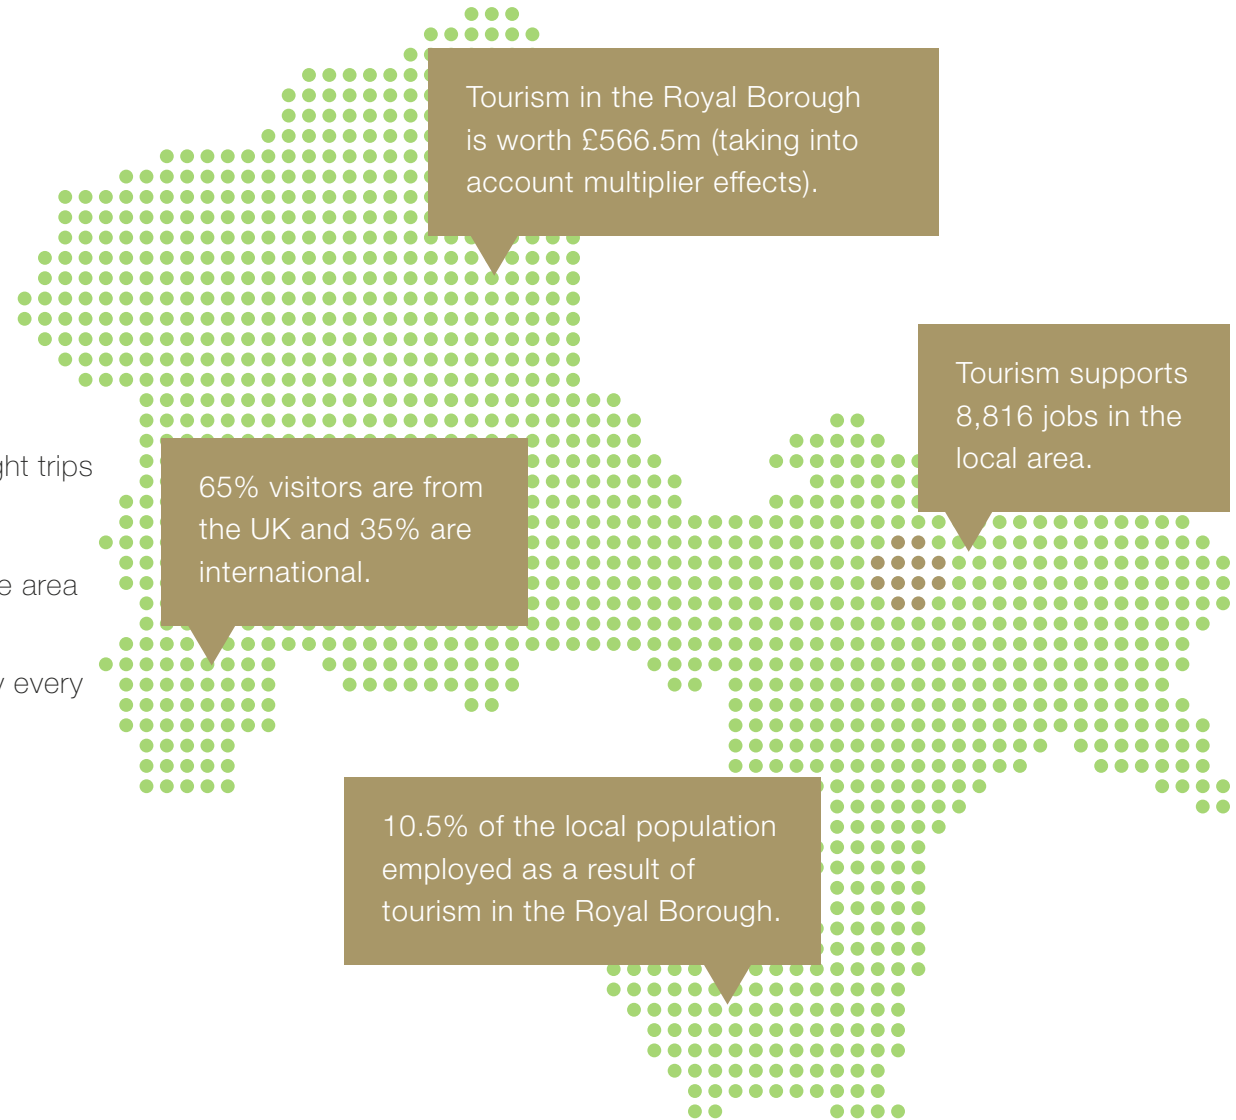 Tourism in the Royal Borough
is worth £566.5m (taking into
account multiplier effects).
Tourism supports
8,816 jobs in the
local area.
trips
65% visitors are from
the UK and 35% are
international.
area
every
10.5% of the local population
employed as a result of
tourism in the Royal Borough.